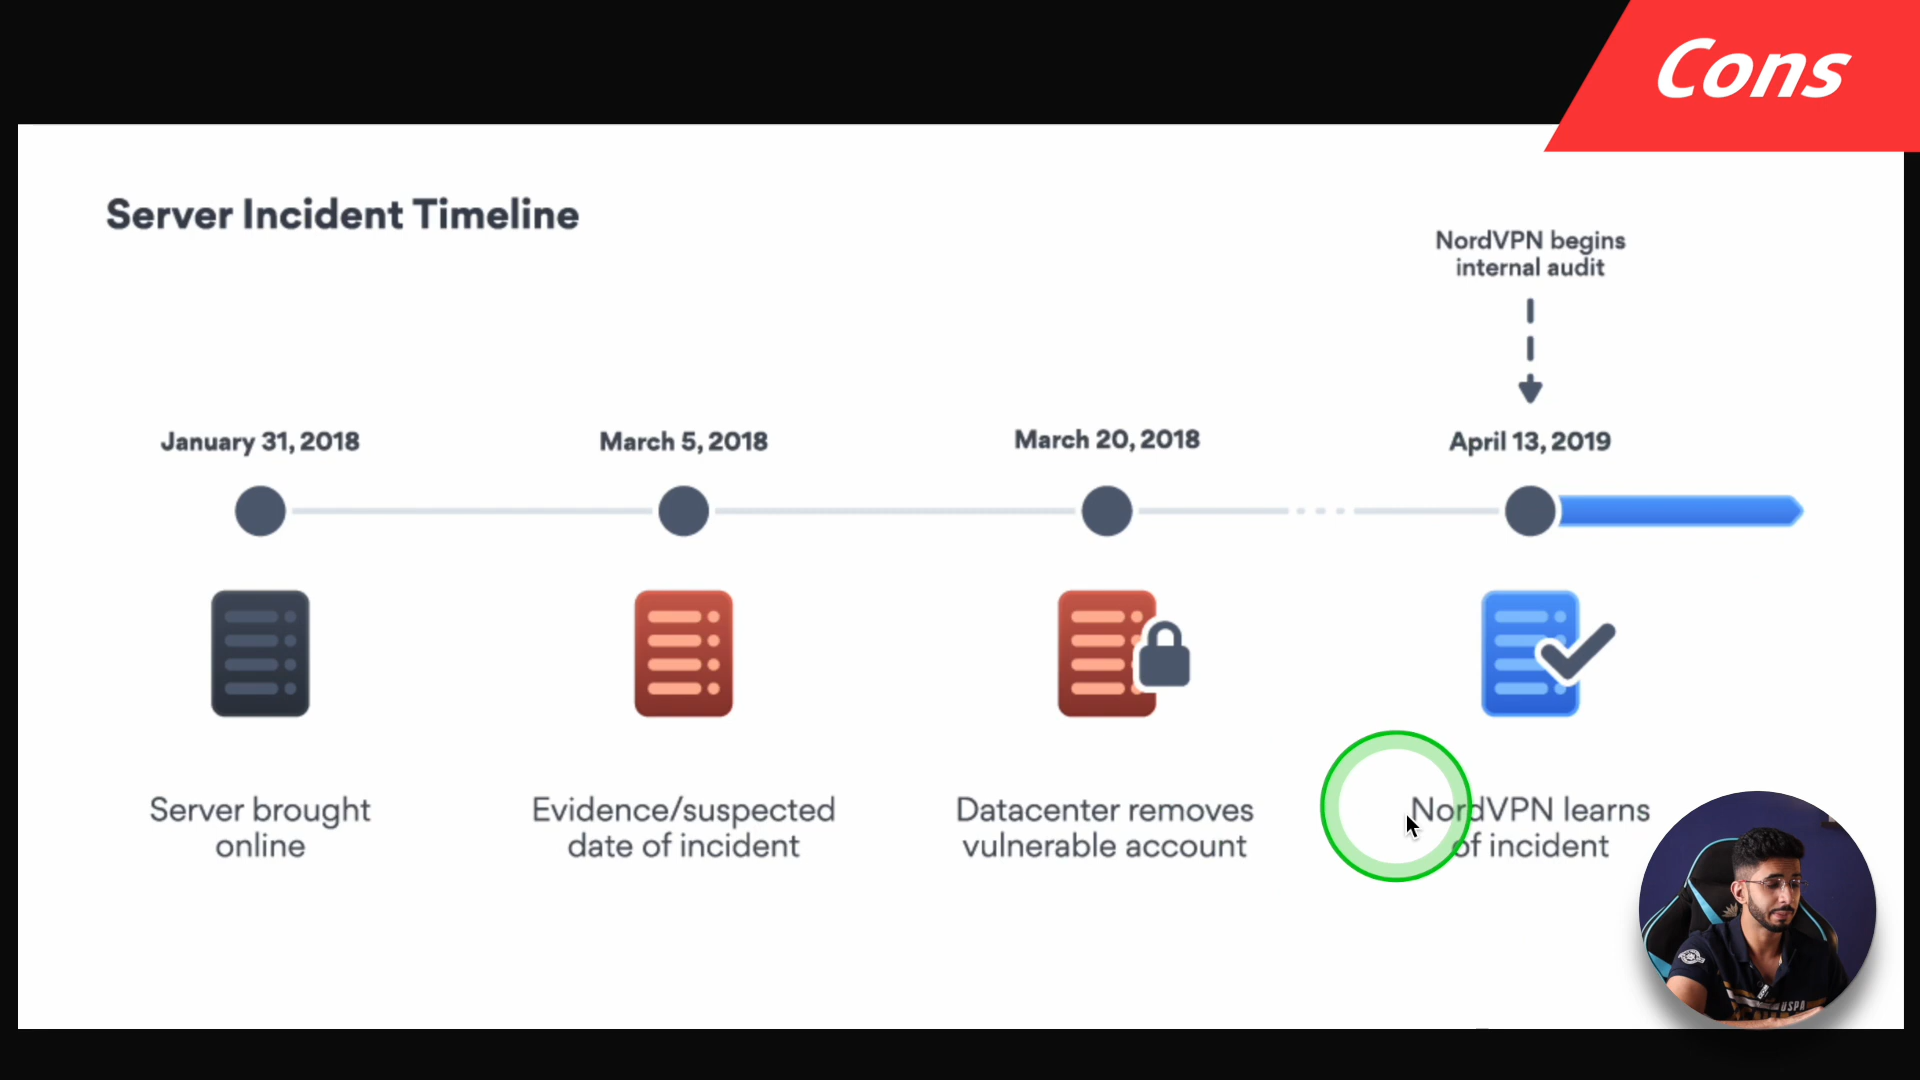 Cons
Server Incident Timeline
NordVPN begins
internal audit
January 31, 2018
March 5, 2018
March 20, 2018
April 13, 2019
Server brought
online
Evidence/suspected
date of incident
Datacenter removes
vulnerable account
NordVPN learns
of incident
USPA